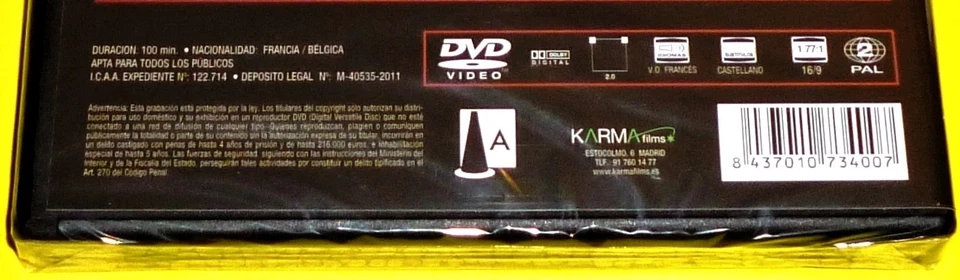 DURACION: 100 min. • NACIONALIDAD: FRANCIA / BÉLGICA
APTA PARA TODOS LOS PÚBLICOS
I.C.A.A. EXPEDIENTE Nº: 122.714 • DEPOSITO LEGAL Nº: M-40535-2011
DVD
VIDEO
DOLBY
DIGITAL
2.0
V.O. FRANCÉS
SUBTITULOS
CASTELLANO
1.77:1
16/9
2
PAL
Advertencia: Esta grabación está protegida por la ley. Los titulares del copyright sólo autorizan su distri-
bución para uso doméstico y su exhibición en un reproductor DVD (Digital Versatile Disc) que no esté
conectado a una red de difusión de cualquier tipo. Quienes reproduzcan, plagien o comuniquen
públicamente la totalidad o parte de su contenido sin la autorización expresa de su titular, incurrirán en
un delito castigado con penas de hasta 4 años de prisión y de hasta 216.000 euros, e inhabilitación
especial de hasta 5 años. Las fuerzas de seguridad, siguiendo con las instrucciones del Ministerio del
Interior y de la Fiscalía del Estado, perseguirán tales actividades por constituir un delito tipificado en el
Art. 270 del Código Penal.
A
KARMA films
ESTOCOLMO, 6 MADRID
TLF.: 91 760 14 77
www.karmafilms.es
8 437010 734007